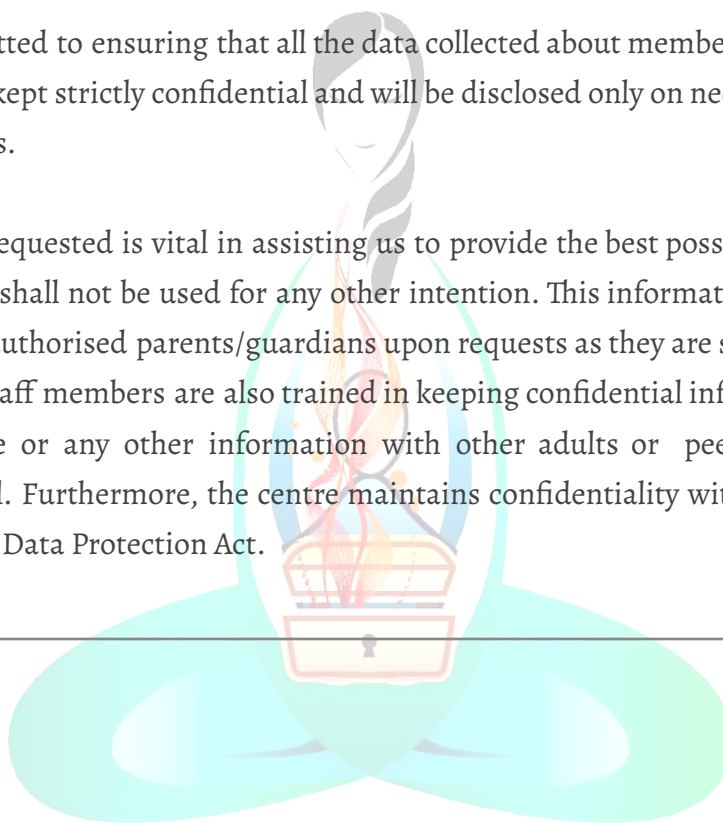 tted to ensuring that all the data collected about membe
kept strictly confidential and will be disclosed only on nee
s.
equested is vital in assisting us to provide the best poss
shall not be used for any other intention. This informat
uthorised parents/guardians upon requests as they are s
aff members are also trained in keeping confidential inf
e or any other information with other adults or pee
l. Furthermore, the centre maintains confidentiality wit
Data Protection Act.